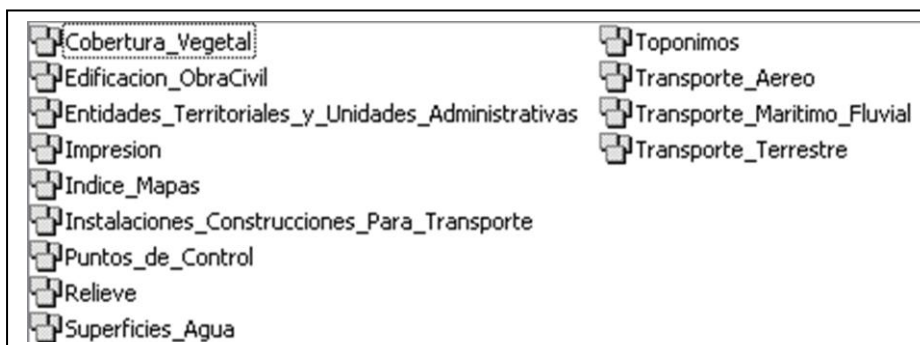 Cobertura_Vegetal
Edificacion_ObraCivil
Entidades_Territoriales_y_Unidades_Administrativas
Impresion
Indice_Mapas
Instalaciones_Construcciones_Para_Transporte
Puntos_de_Control
Relieve
Superficies_Agua
Toponimos
Transporte_Aereo
Transporte_Maritimo_Fluvial
Transporte_Terrestre